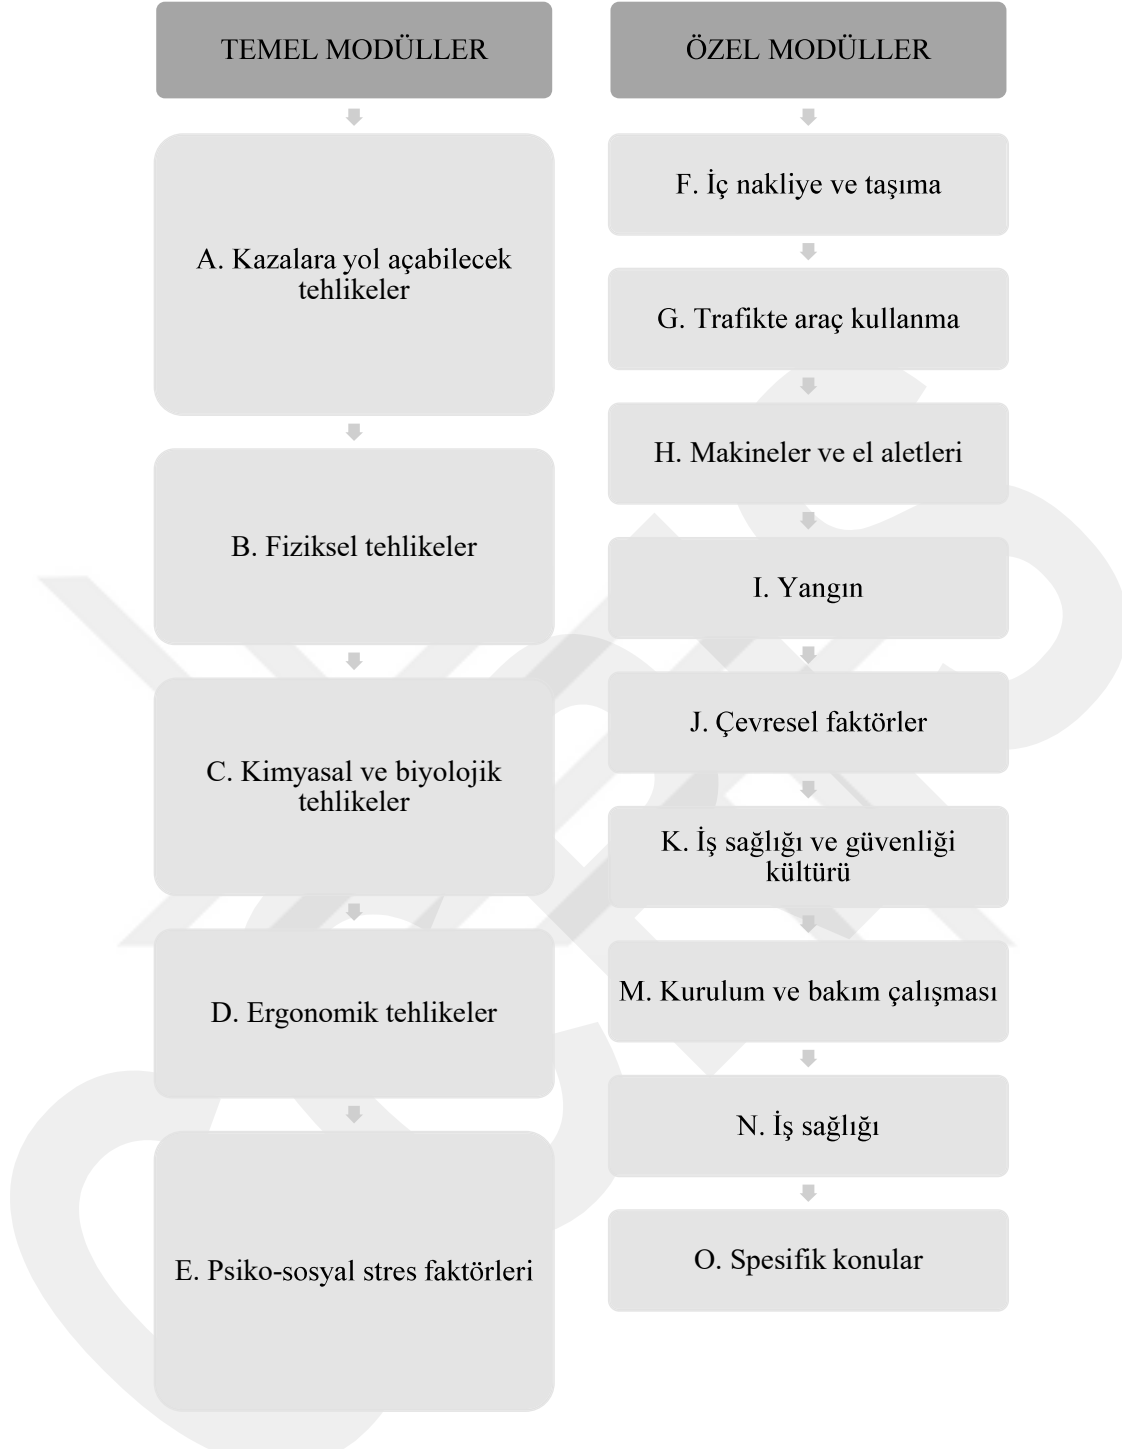 TEMEL MODÜLLER
A. Kazalara yol açabilecek
tehlikeler
B. Fiziksel tehlikeler
C. Kimyasal ve biyolojik
tehlikeler
D. Ergonomik tehlikeler
E. Psiko-sosyal stres faktörleri
ÖZEL MODÜLLER
F. İç nakliye ve taşıma
G. Trafikte araç kullanma
H. Makineler ve el aletleri
I. Yangın
J. Çevresel faktörler
K. İş sağlığı ve güvenliği
kültürü
M. Kurulum ve bakım çalışması
N. İş sağlığı
O. Spesifik konular